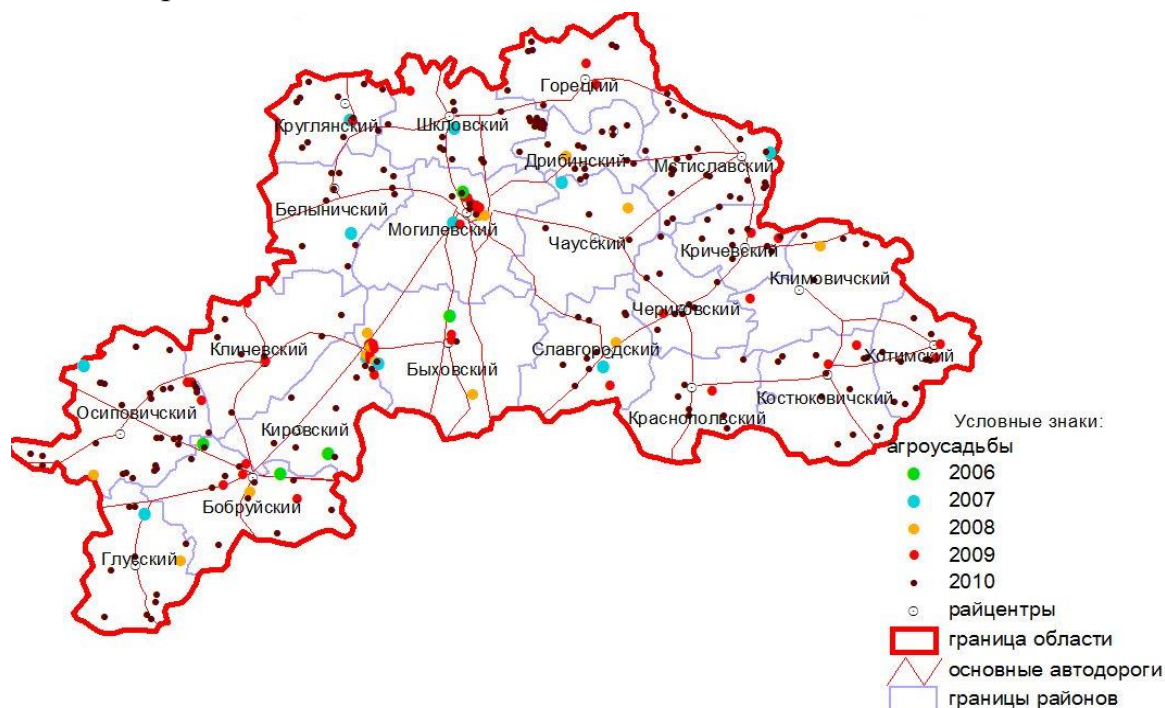 Горецкий
Круглянский
Шкловский
Дрибинский
Мстиславский
Белыничский
Могилевский
Чаусский
Кричевский
Климовичский
Чериковский
Кличевский
Быховский
Славгородский
Хотимский
Осиповичский
Костюковичский
Краснопольский
Кировский
Бобруйский
Глусский
Условные знаки:
агроусадьбы
2006
2007
2008
2009
2010
райцентры
граница области
основные автодороги
границы районов